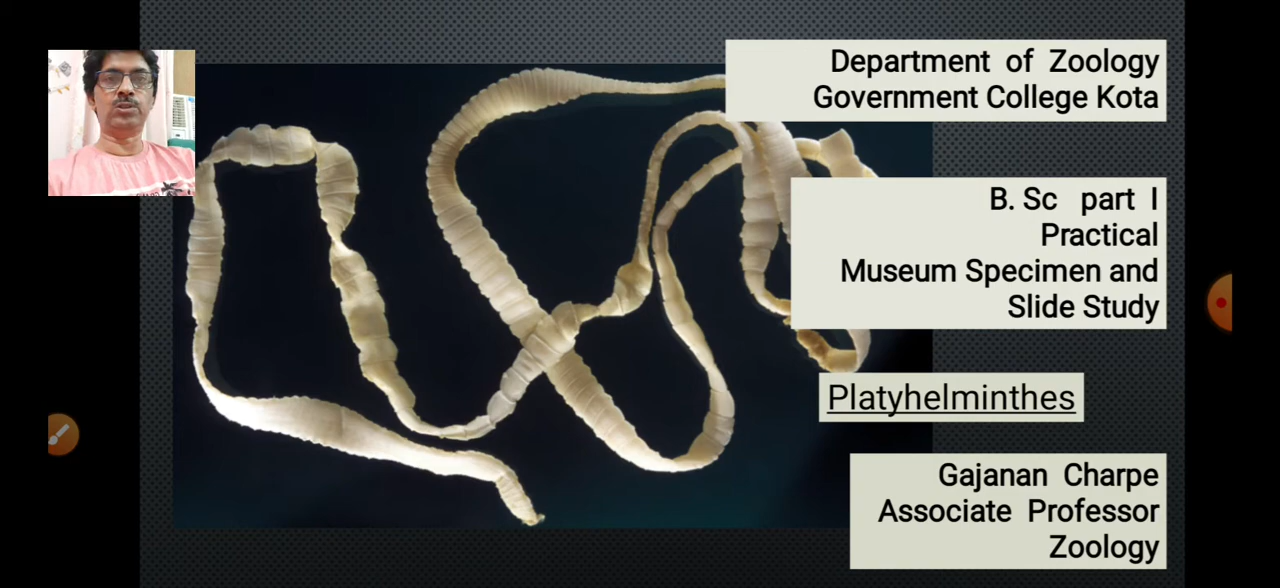 Department of Zoology
Government College Kota
B. Sc part I
Practical
Museum Specimen and
Slide Study
Platyhelminthes
Gajanan Charpe
Associate Professor
Zoology